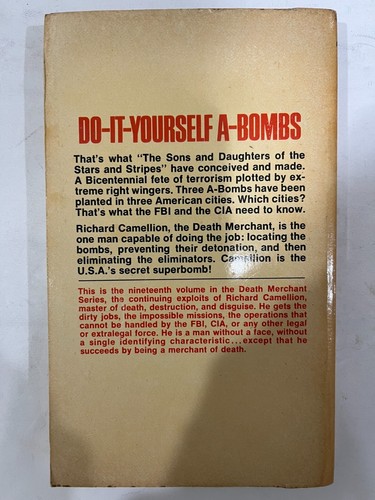 DO-IT-YOURSELF A-BOMBS
That's what "The Sons and Daughters of the
Stars and Stripes" have conceived and made.
A Bicentennial fete of terrorism plotted by ex-
treme right wingers. Three A-Bombs have been
planted in three American cities. Which cities?
That's what the FBI and the CIA need to know.
Richard Camellion, the Death Merchant, is the
one man capable of doing the job: locating the
bombs, preventing their detonation, and then
eliminating the eliminators. Camellion is the
U.S.A.'s secret superbomb!
This is the nineteenth volume in the Death Merchant
Series, the continuing exploits of Richard Camellion,
master of death, destruction, and disguise. He gets the
dirty jobs, the impossible missions, the operations that
cannot be handled by the FBI, CIA, or any other legal
or extralegal force. He is a man without a face, without
a single identifying characteristic...except that he
succeeds by being a merchant of death.